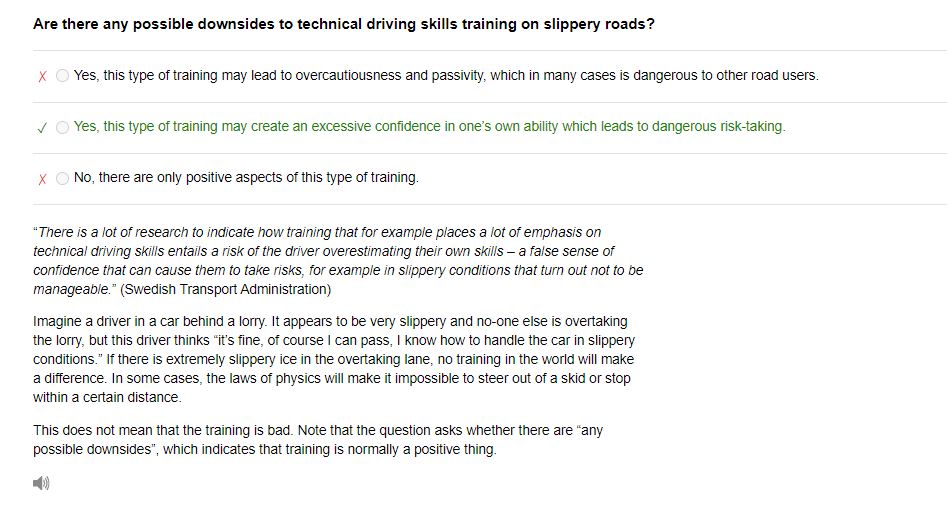 Are there any possible downsides to technical driving skills training on slippery roads?
✗ Yes, this type of training may lead to overcautiousness and passivity, which in many cases is dangerous to other road users.
✓ Yes, this type of training may create an excessive confidence in one's own ability which leads to dangerous risk-taking.
✗ No, there are only positive aspects of this type of training.
“There is a lot of research to indicate how training that for example places a lot of emphasis on
technical driving skills entails a risk of the driver overestimating their own skills – a false sense of
confidence that can cause them to take risks, for example in slippery conditions that turn out not to be
manageable.” (Swedish Transport Administration)
Imagine a driver in a car behind a lorry. It appears to be very slippery and no-one else is overtaking
the lorry, but this driver thinks “it's fine, of course I can pass, I know how to handle the car in slippery
conditions.” If there is extremely slippery ice in the overtaking lane, no training in the world will make
a difference. In some cases, the laws of physics will make it impossible to steer out of a skid or stop
within a certain distance.
This does not mean that the training is bad. Note that the question asks whether there are “any
possible downsides”, which indicates that training is normally a positive thing.